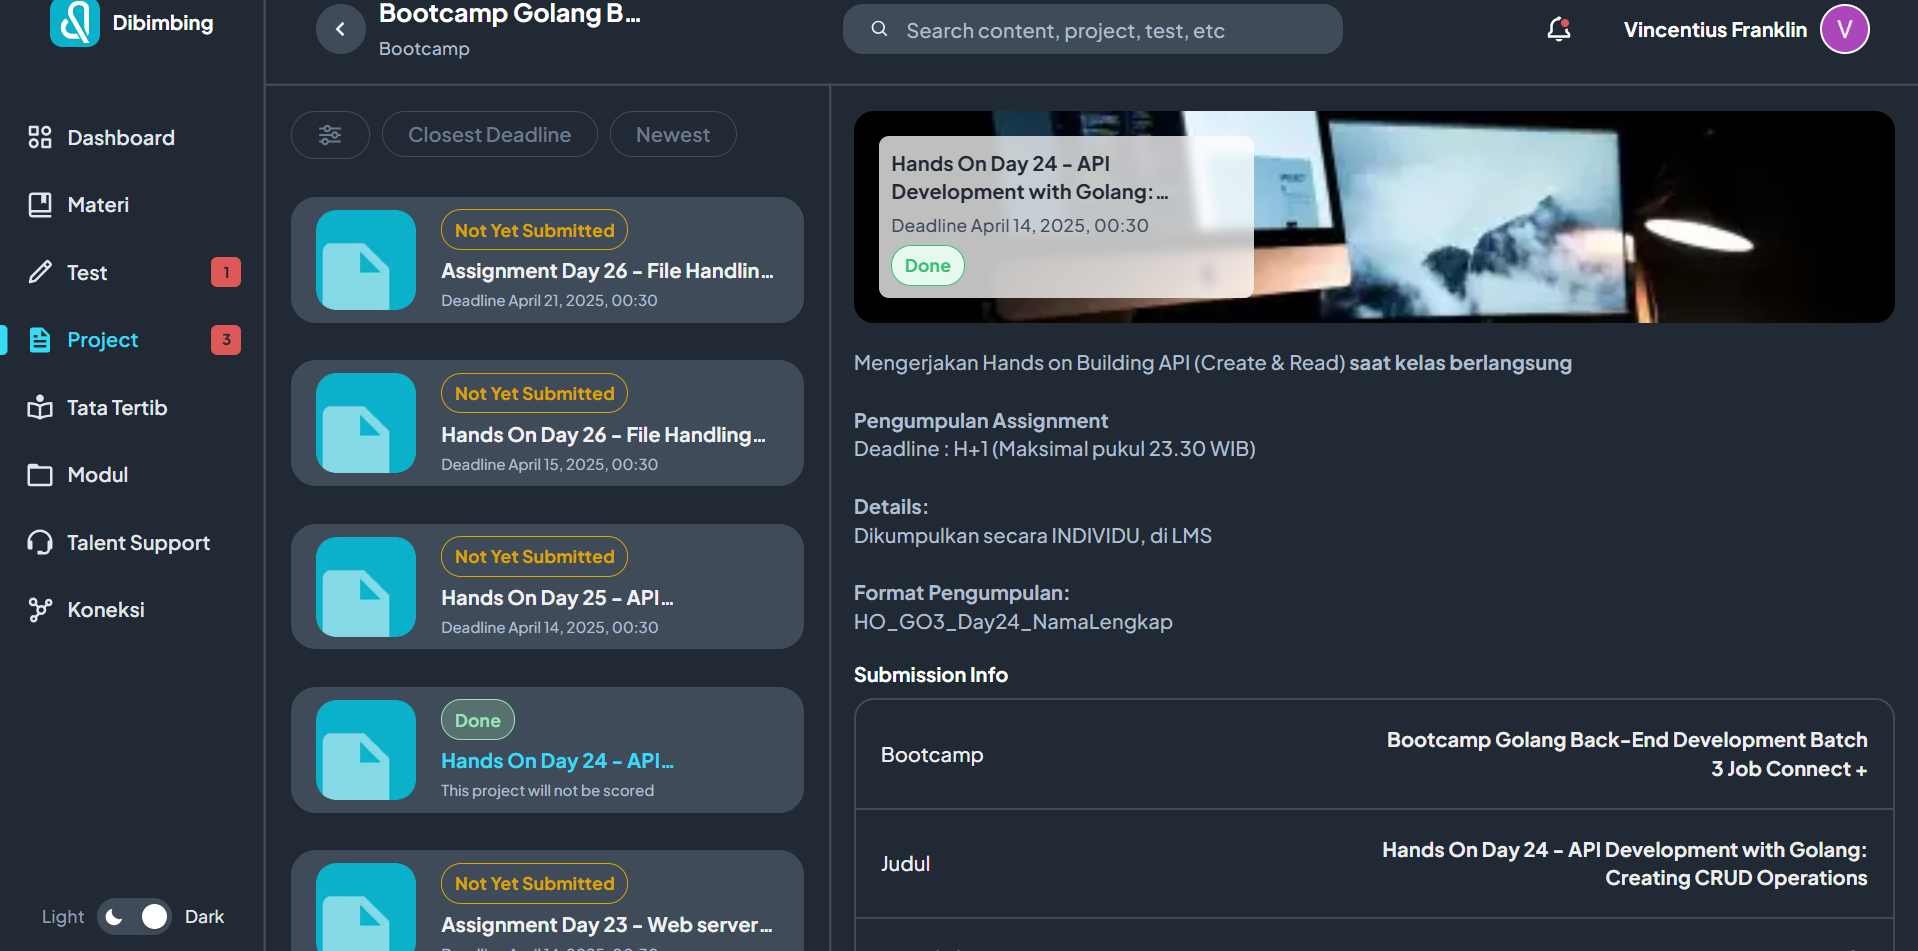 Dibimbing
Bootcamp Golang B...
Bootcamp
Search content, project, test, etc
Vincentius Franklin
V
Dashboard
Materi
Test
1
Project
3
Tata Tertib
Modul
Talent Support
Koneksi
Light
Dark
Closest Deadline
Newest
Not Yet Submitted
Assignment Day 26 - File Handlin...
Deadline April 21, 2025, 00:30
Not Yet Submitted
Hands On Day 26 - File Handling...
Deadline April 15, 2025, 00:30
Not Yet Submitted
Hands On Day 25 - API...
Deadline April 14, 2025, 00:30
Done
Hands On Day 24 - API...
This project will not be scored
Not Yet Submitted
Assignment Day 23 - Web server...
Hands On Day 24 - API
Development with Golang:...
Deadline April 14, 2025, 00:30
Done
Mengerjakan Hands on Building API (Create & Read) saat kelas berlangsung
Pengumpulan Assignment
Deadline : H+1 (Maksimal pukul 23.30 WIB)
Details:
Dikumpulkan secara INDIVIDU, di LMS
Format Pengumpulan:
HO_GO3_Day24_NamaLengkap
Submission Info
Bootcamp
Bootcamp Golang Back-End Development Batch
3 Job Connect +
Judul
Hands On Day 24 - API Development with Golang:
Creating CRUD Operations